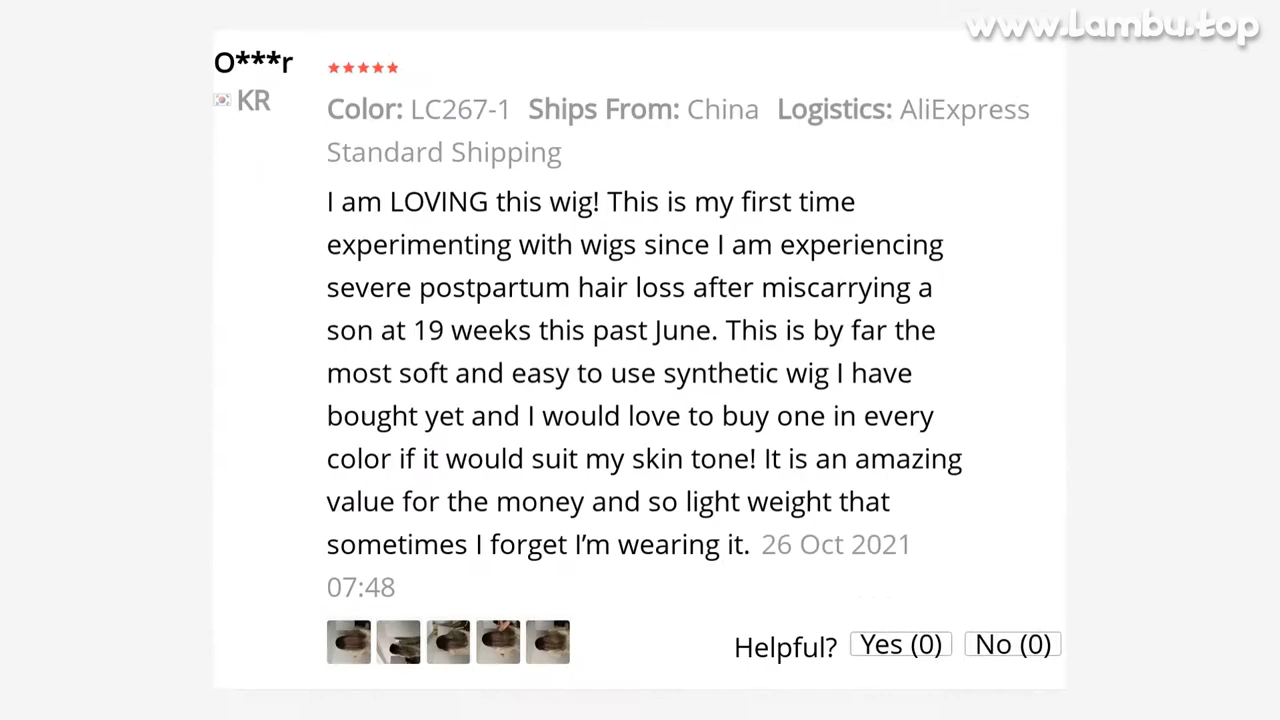 www.Lambu.top
O***r
KR
Color: LC267-1 Ships From: China Logistics: AliExpress
Standard Shipping
I am LOVING this wig! This is my first time
experimenting with wigs since I am experiencing
severe postpartum hair loss after miscarrying a
son at 19 weeks this past June. This is by far the
most soft and easy to use synthetic wig I have
bought yet and I would love to buy one in every
color if it would suit my skin tone! It is an amazing
value for the money and so light weight that
sometimes I forget I’m wearing it. 26 Oct 2021
07:48
Helpful? Yes (0) No (0)